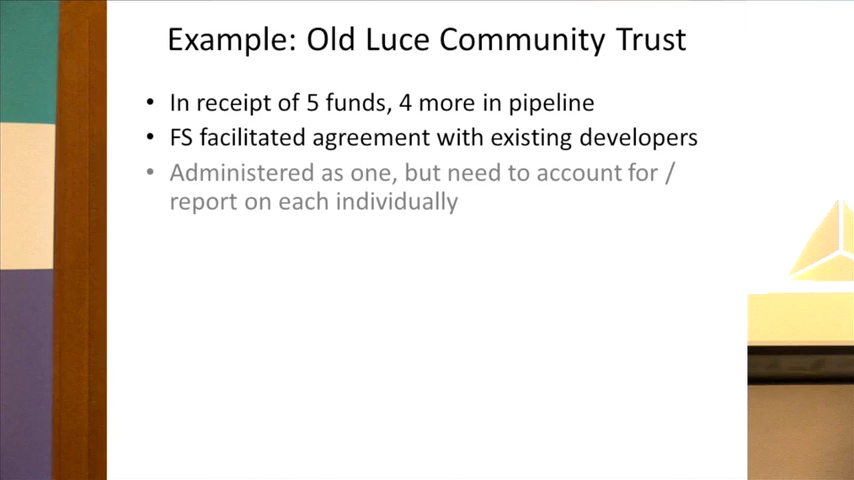 Example: Old Luce Community Trust
• In receipt of 5 funds, 4 more in pipeline
• FS facilitated agreement with existing developers
• Administered as one, but need to account for /
report on each individually